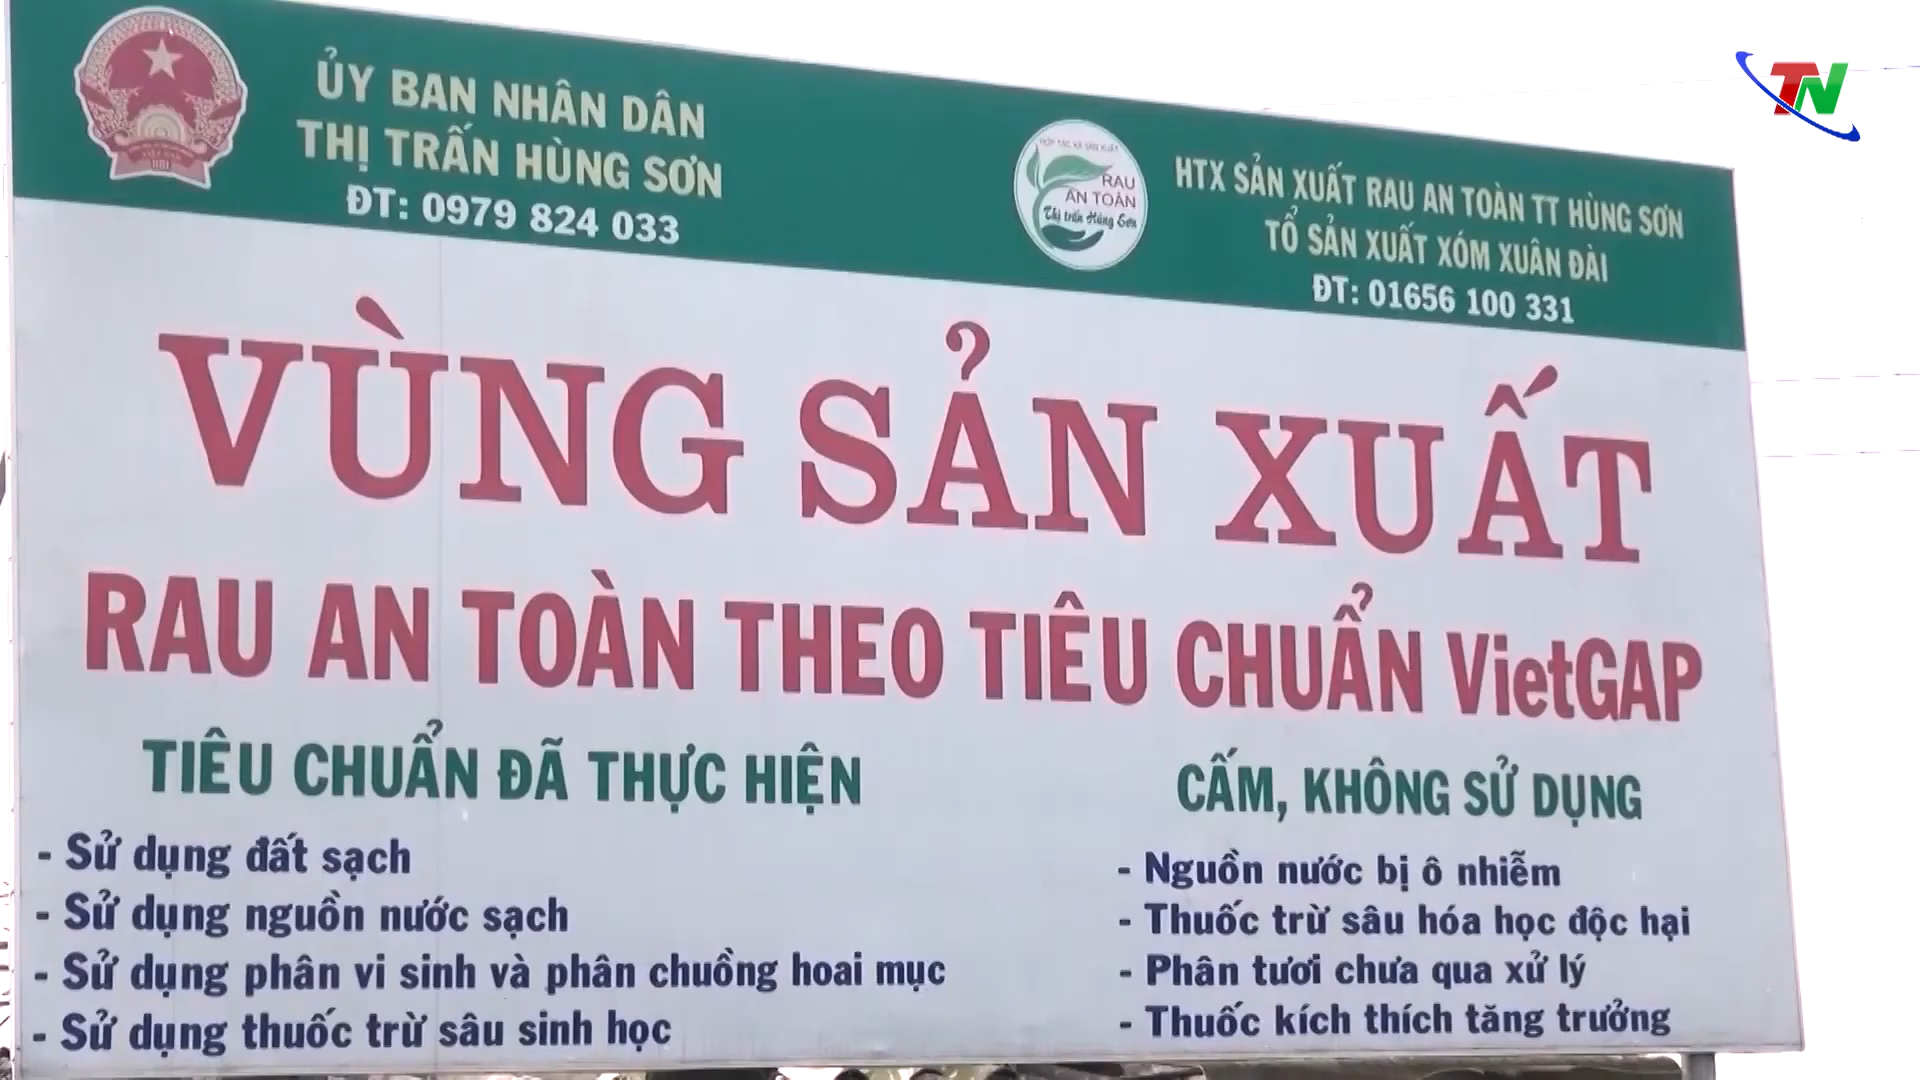 ỦY BAN NHÂN DÂN
THỊ TRẤN HÙNG SƠN
ĐT: 0979 824 033
HỢP TÁC XÃ SẢN XUẤT
RAU
AN TOÀN
Thị trấn Hùng Sơn
HTX SẢN XUẤT RAU AN TOÀN TT HÙNG SƠN
TỔ SẢN XUẤT XÓM XUÂN ĐÀI
ĐT: 01656 100 331
TN
VÙNG SẢN XUẤT
RAU AN TOÀN THEO TIÊU CHUẨN VietGAP
TIÊU CHUẨN ĐÃ THỰC HIỆN
- Sử dụng đất sạch
- Sử dụng nguồn nước sạch
- Sử dụng phân vi sinh và phân chuồng hoai mục
- Sử dụng thuốc trừ sâu sinh học
CẤM, KHÔNG SỬ DỤNG
- Nguồn nước bị ô nhiễm
- Thuốc trừ sâu hóa học độc hại
- Phân tươi chưa qua xử lý
- Thuốc kích thích tăng trưởng